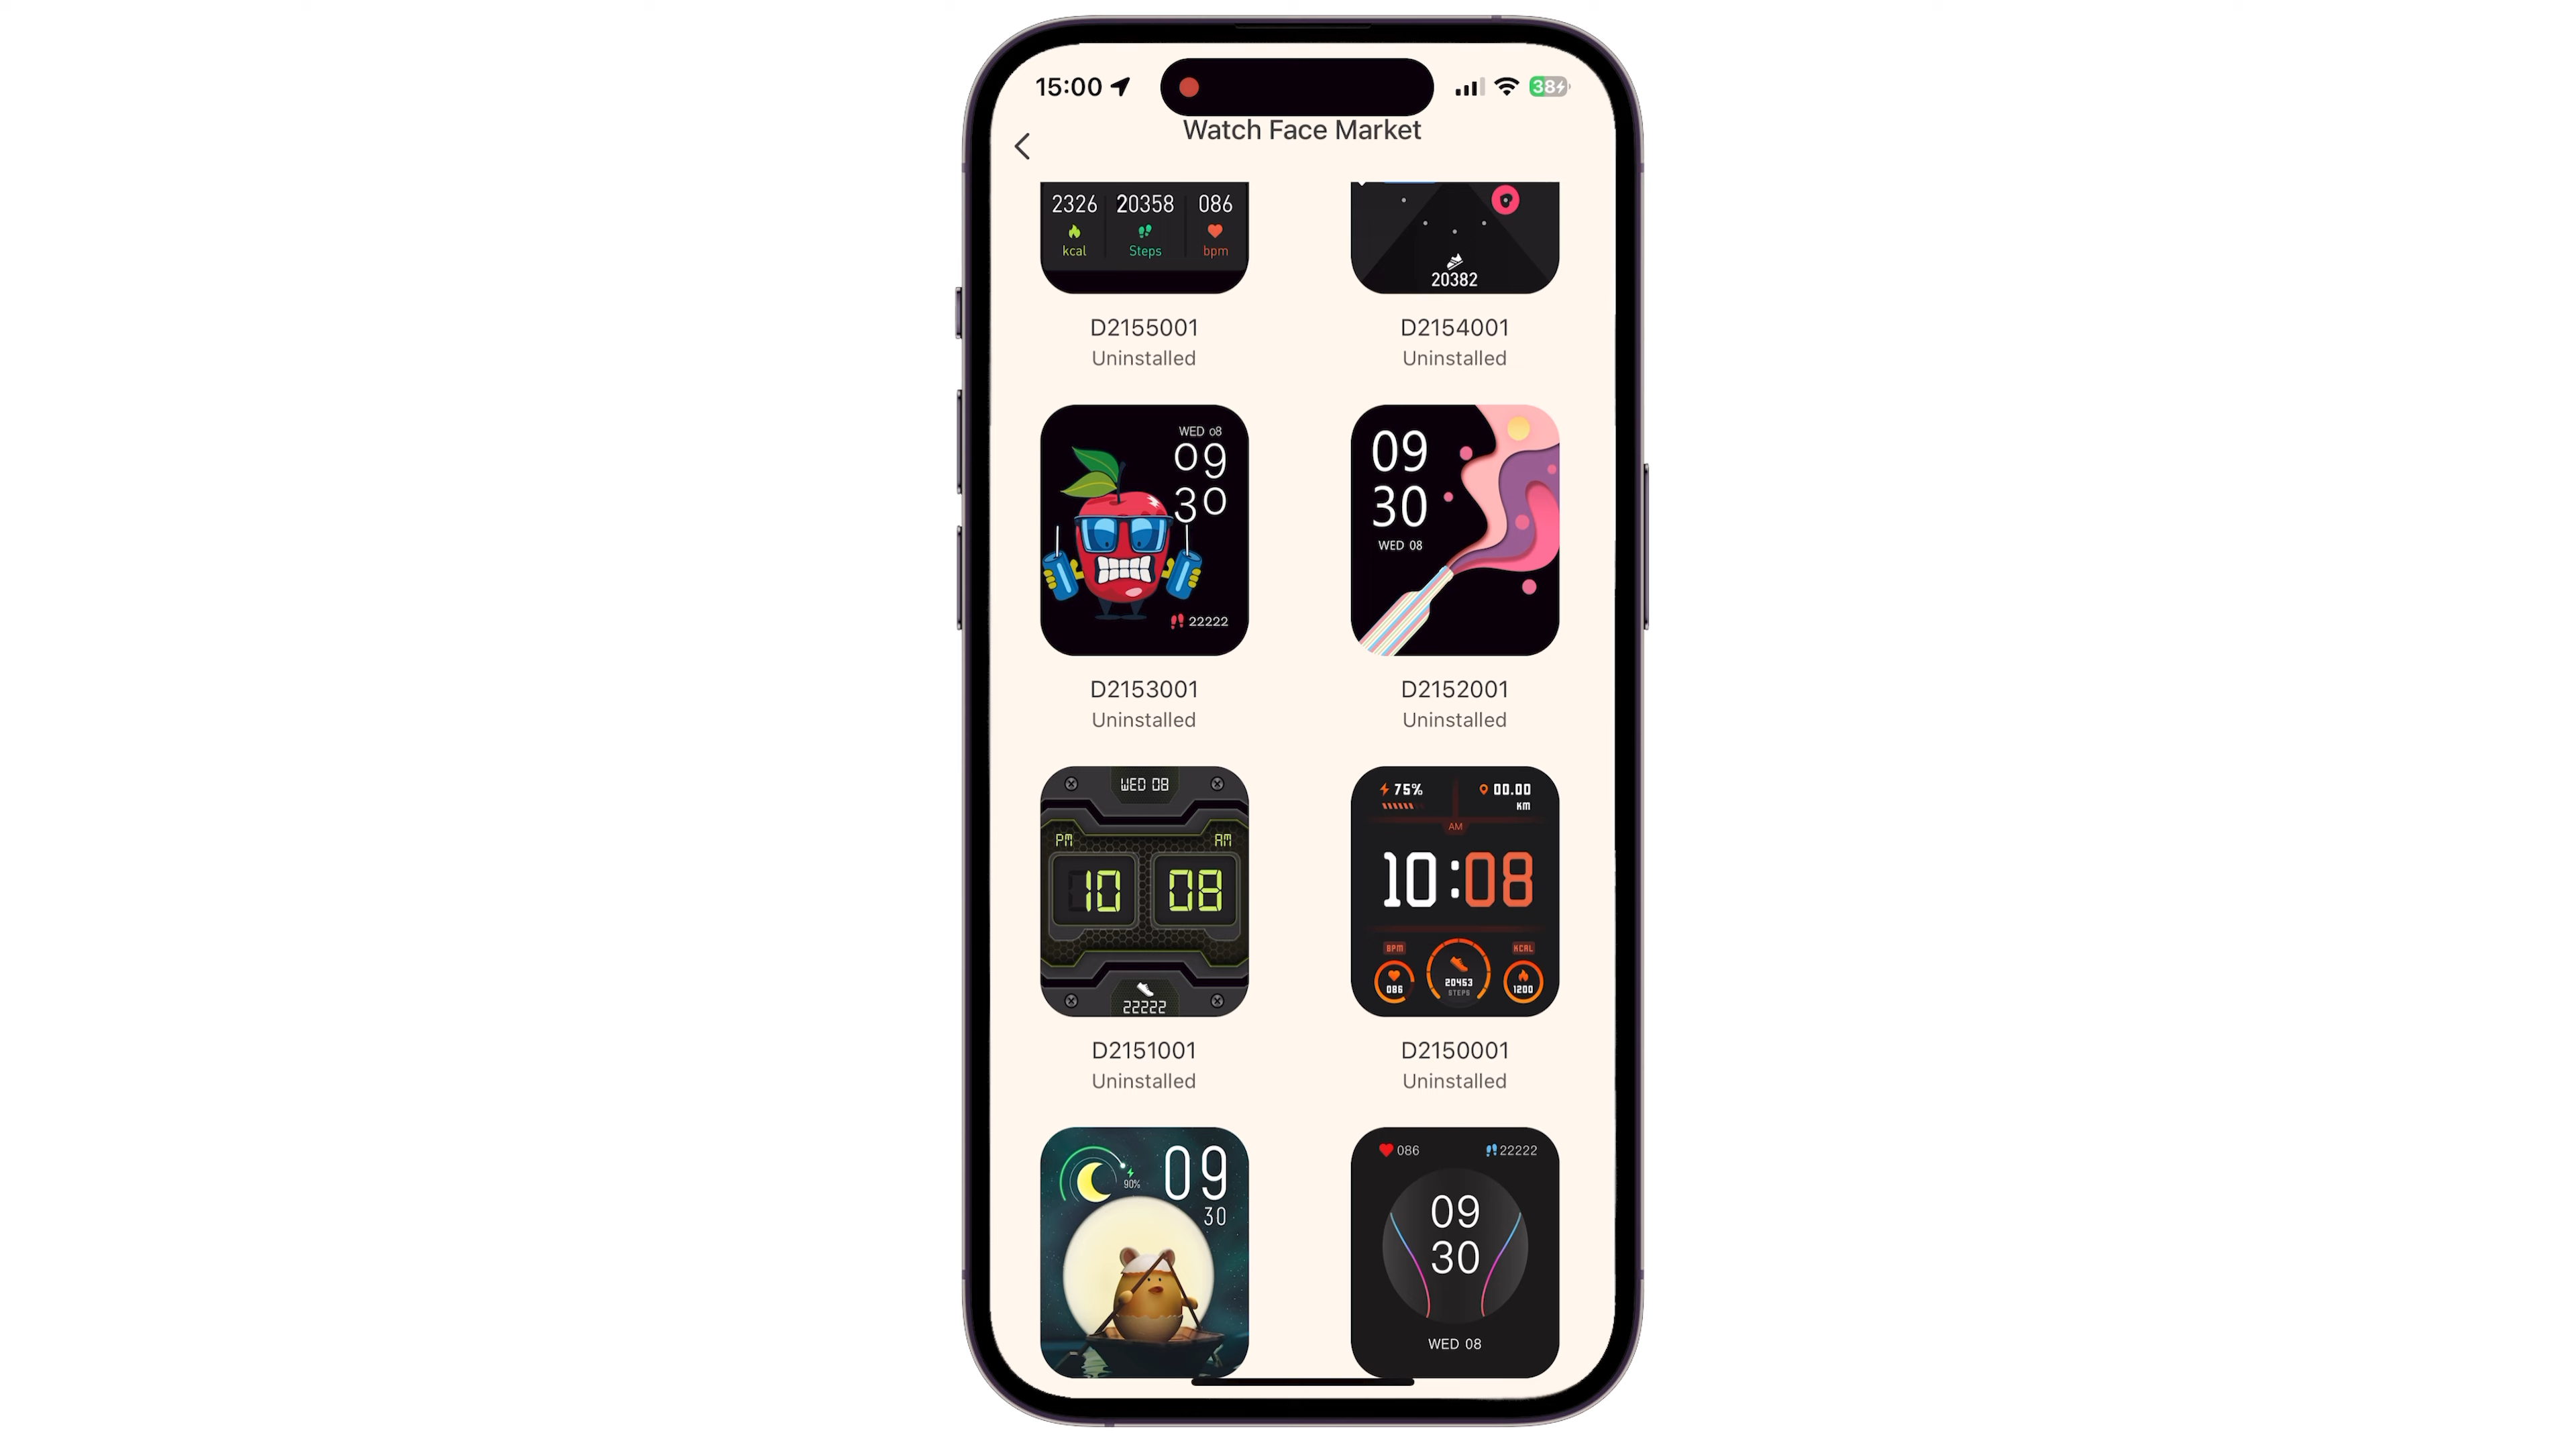 15:00
38
Watch Face Market
2326 20358 086
kcal Steps bpm
20382
D2155001
Uninstalled
D2154001
Uninstalled
WED 08
09
30
22222
09
30
WED 08
D2153001
Uninstalled
D2152001
Uninstalled
WED 08
PM AM
10 08
22222
75% 00.00
KM
AM
10:08
BPM KCAL
086 20453 1200
STEPS
D2151001
Uninstalled
D2150001
Uninstalled
09
90%
30
086 22222
09
30
WED 08